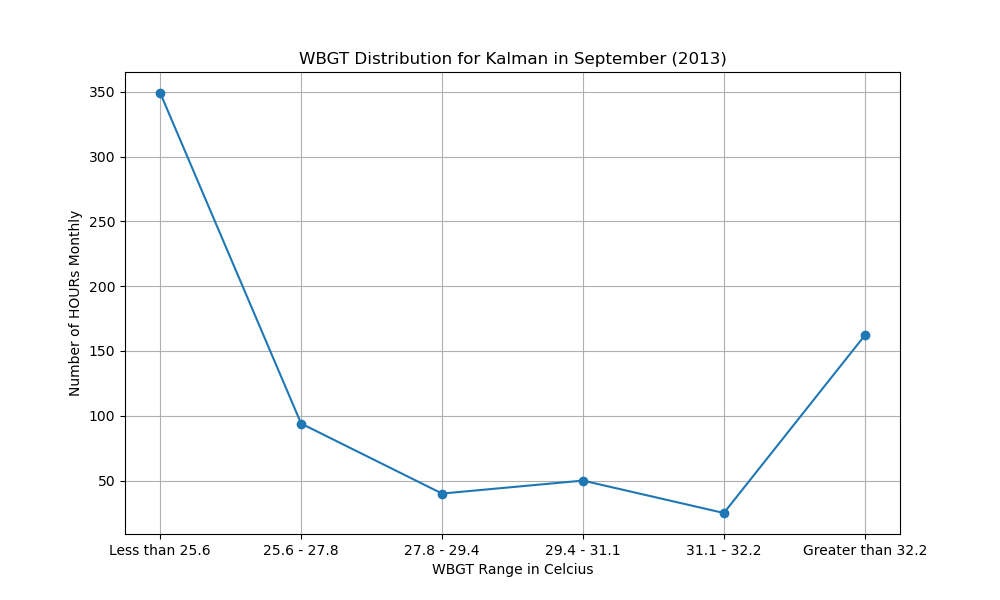 WBGT Distribution for Kalman in September (2013)
Number of HOURs Monthly
350
300
250
200
150
100
50
Less than 25.6
25.6 - 27.8
27.8 - 29.4
29.4 - 31.1
31.1 - 32.2
Greater than 32.2
WBGT Range in Celcius